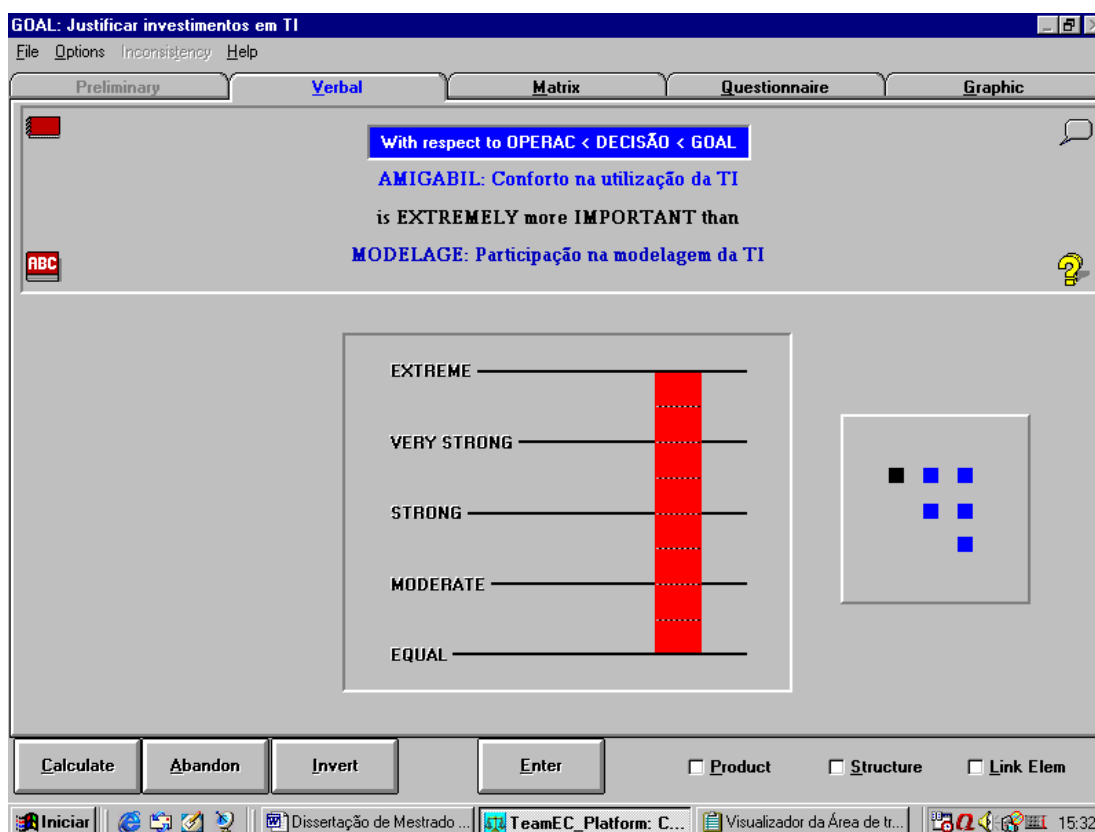 GOAL: Justificar investimentos em TI
File Options Inconsistency Help
Preliminary Verbal Matrix Questionnaire Graphic
With respect to OPERAC < DECISÃO < GOAL
AMIGABIL: Conforto na utilização da TI
is EXTREMELY more IMPORTANT than
MODELAGE: Participação na modelagem da TI
ABC
EXTREME
VERY STRONG
STRONG
MODERATE
EQUAL
Calculate Abandon Invert Enter Product Structure Link Elem
Iniciar Dissertação de Mestrado ... TeamEC_Platform: C... Visualizador da Área de tr... 15:32